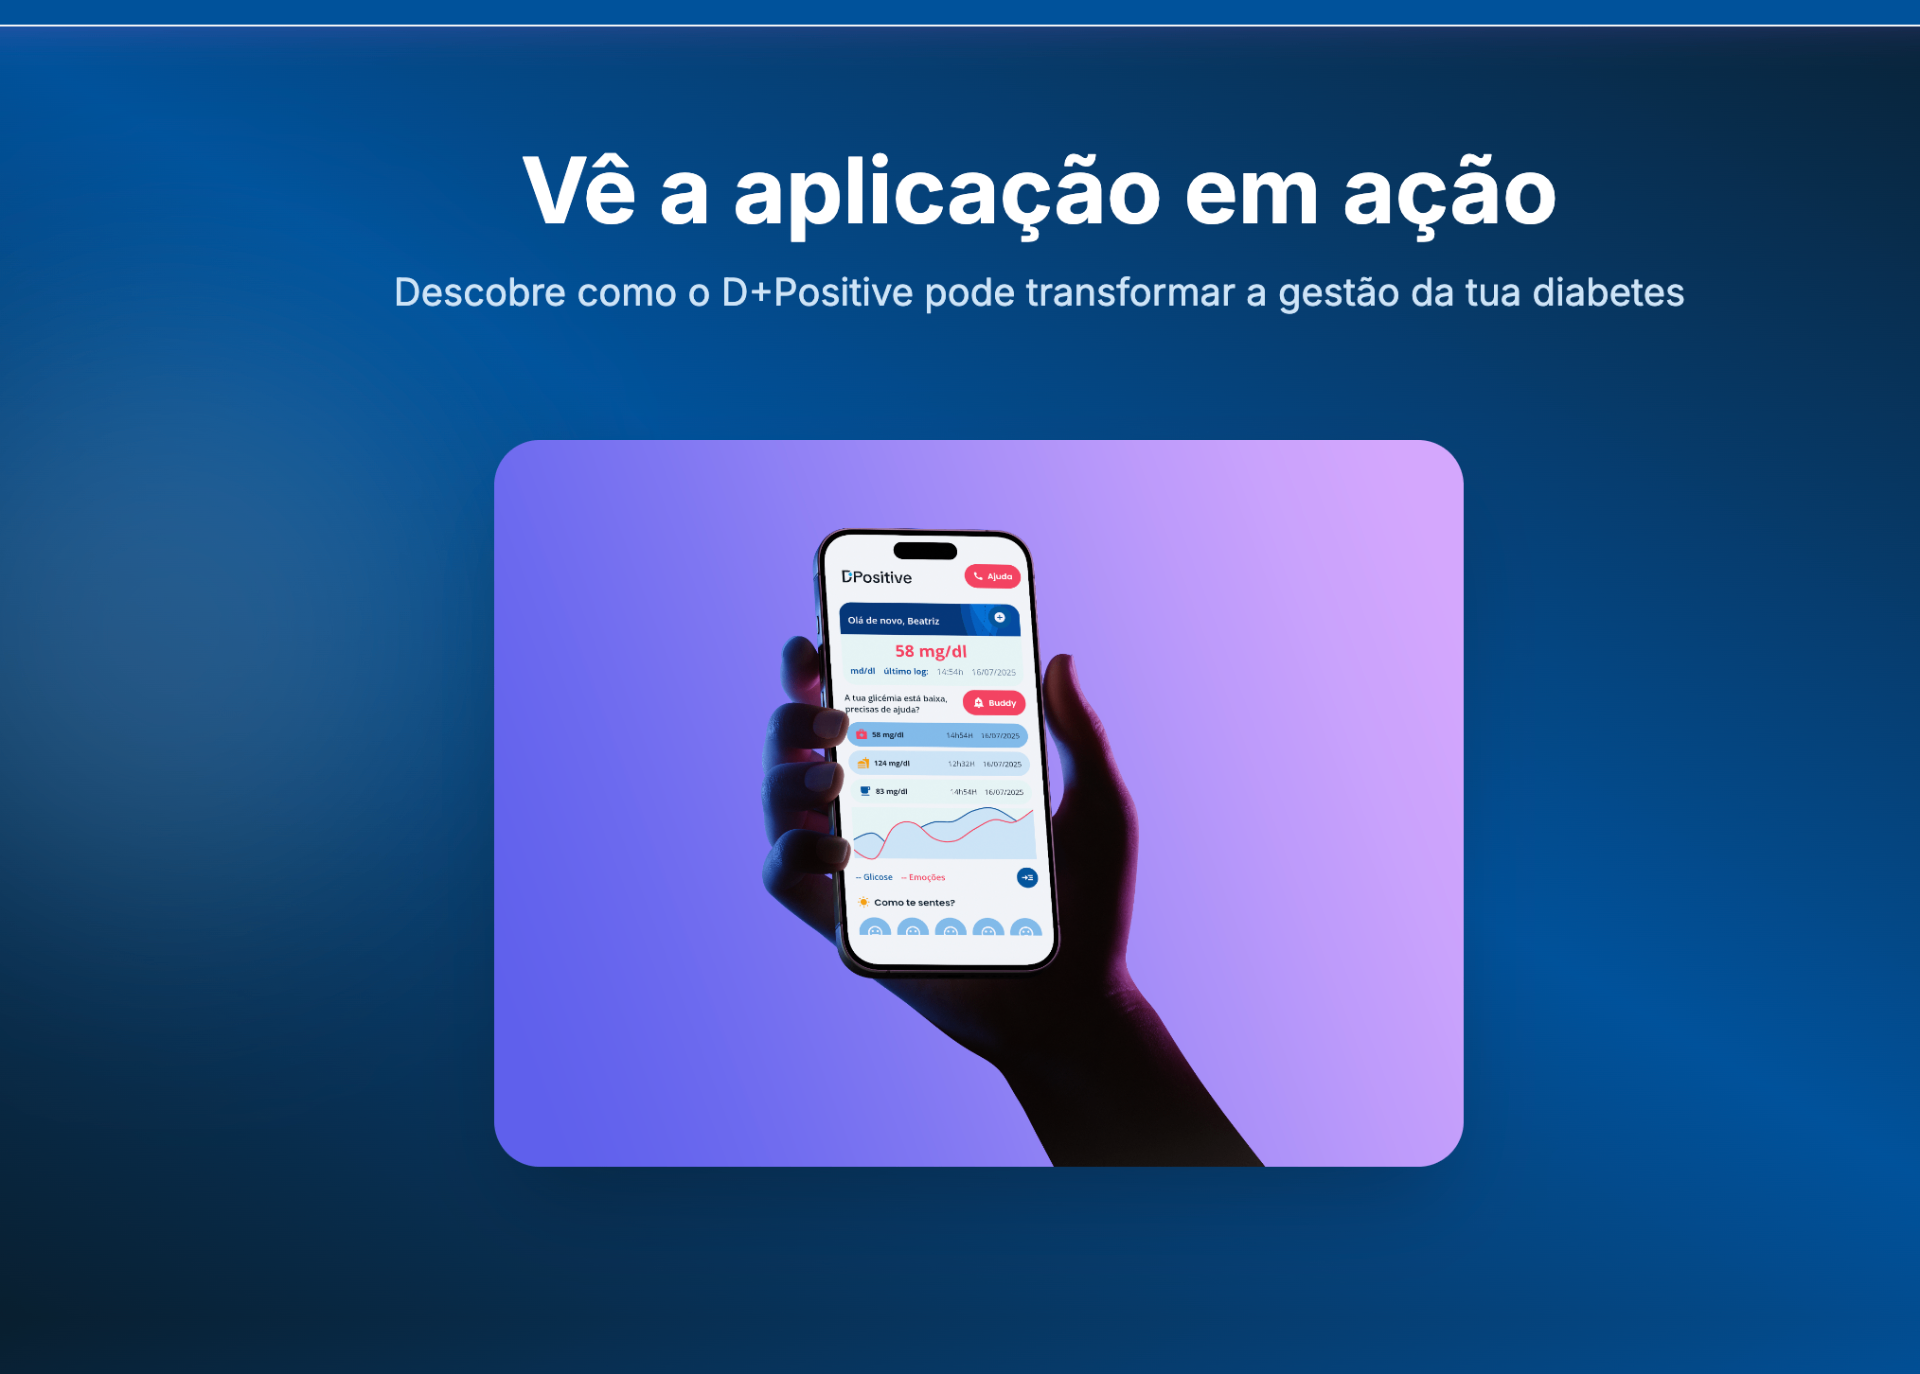 Vê a aplicação em ação
Descobre como o D+Positive pode transformar a gestão da tua diabetes
DPositive
Ajuda
Olá de novo, Beatriz
58 mg/dl
md/dl último log: 14:54h 16/07/2025
A tua glicémia está baixa,
precisas de ajuda?
Buddy
58 mg/dl 14h54H 16/07/2025
124 mg/dl 12h32H 16/07/2025
83 mg/dl 14h54H 16/07/2025
-- Glicose -- Emoções
Como te sentes?